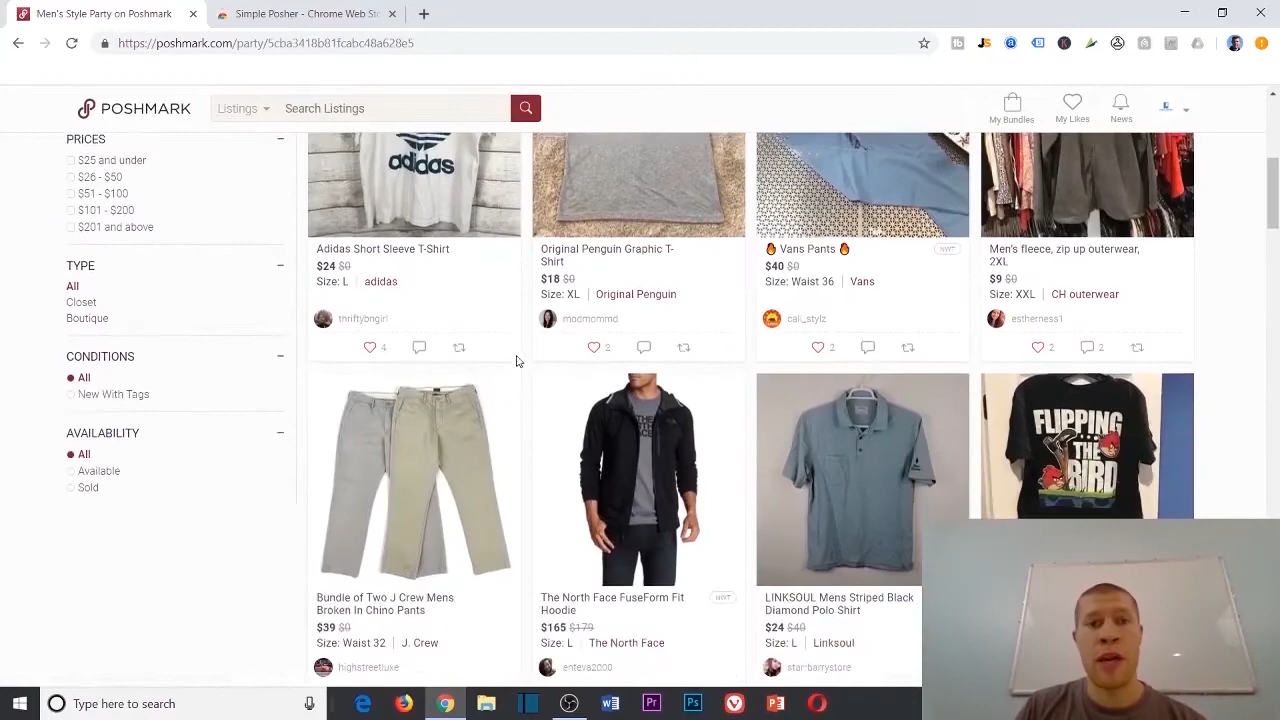 Men's Style Party on Poshmark
Simple Posher - Chrome Web Sto
https://poshmark.com/party/5cba3418b81fcabc48a628e5
POSHMARK
Listings
Search Listings
My Bundles
My Likes
News
PRICES
$25 and under
$26 - $50
$51 - $100
$101 - $200
$201 and above
TYPE
All
Closet
Boutique
CONDITIONS
All
New With Tags
AVAILABILITY
All
Available
Sold
adidas
Adidas Short Sleeve T-Shirt
$24 $0
Size: L adidas
thriftybngirl
4
Original Penguin Graphic T-
Shirt
$18 $0
Size: XL Original Penguin
modmommd
2
Vans Pants
NWT
$40 $0
Size: Waist 36 Vans
cali_stylz
2
Men's fleece, zip up outerwear,
2XL
$9 $0
Size: XXL CH outerwear
estherness1
2
2
Bundle of Two J Crew Mens
Broken In Chino Pants
$39 $0
Size: Waist 32 J. Crew
highstreetluxe
The North Face FuseForm Fit
Hoodie
NWT
$165 $179
Size: L The North Face
enteva2000
LINKSOUL Mens Striped Black
Diamond Polo Shirt
$24 $40
Size: L Linksoul
starbarrystore
FLIPPING
THE
BIRD
Type here to search